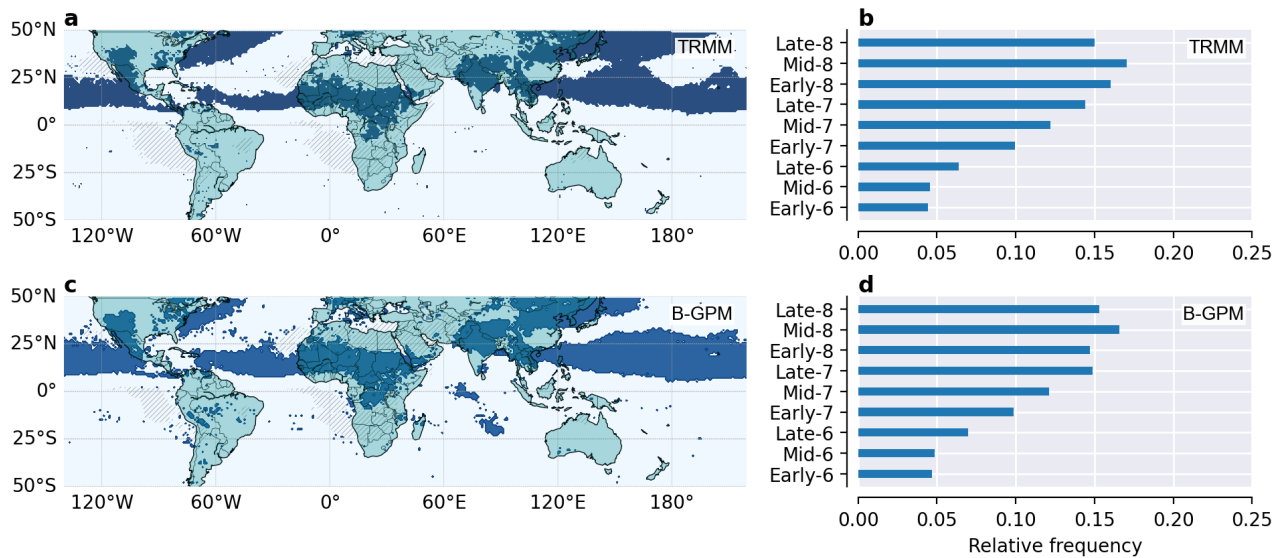 a
50°N
25°N
0°
25°S
50°S
TRMM
120°W 60°W 0° 60°E 120°E 180°
b
TRMM
Late-8
Mid-8
Early-8
Late-7
Mid-7
Early-7
Late-6
Mid-6
Early-6
0.00 0.05 0.10 0.15 0.20 0.25
c
50°N
25°N
0°
25°S
50°S
B-GPM
120°W 60°W 0° 60°E 120°E 180°
d
B-GPM
Late-8
Mid-8
Early-8
Late-7
Mid-7
Early-7
Late-6
Mid-6
Early-6
0.00 0.05 0.10 0.15 0.20 0.25
Relative frequency